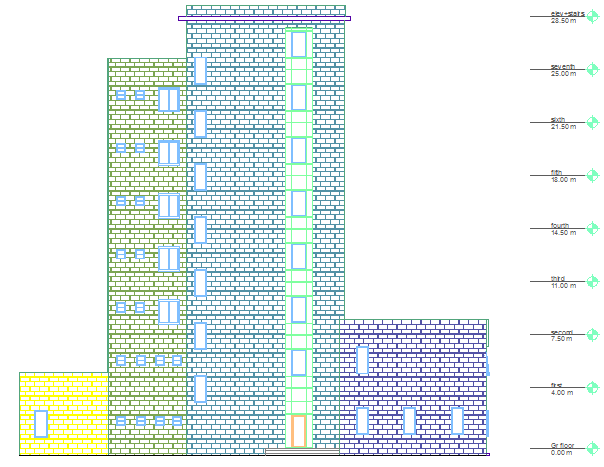 elev+stairs
28.50 m
seventh
25.00 m
sixth
21.50 m
fifth
18.00 m
fourth
14.50 m
third
11.00 m
second
7.50 m
first
4.00 m
Gr floor
0.00 m